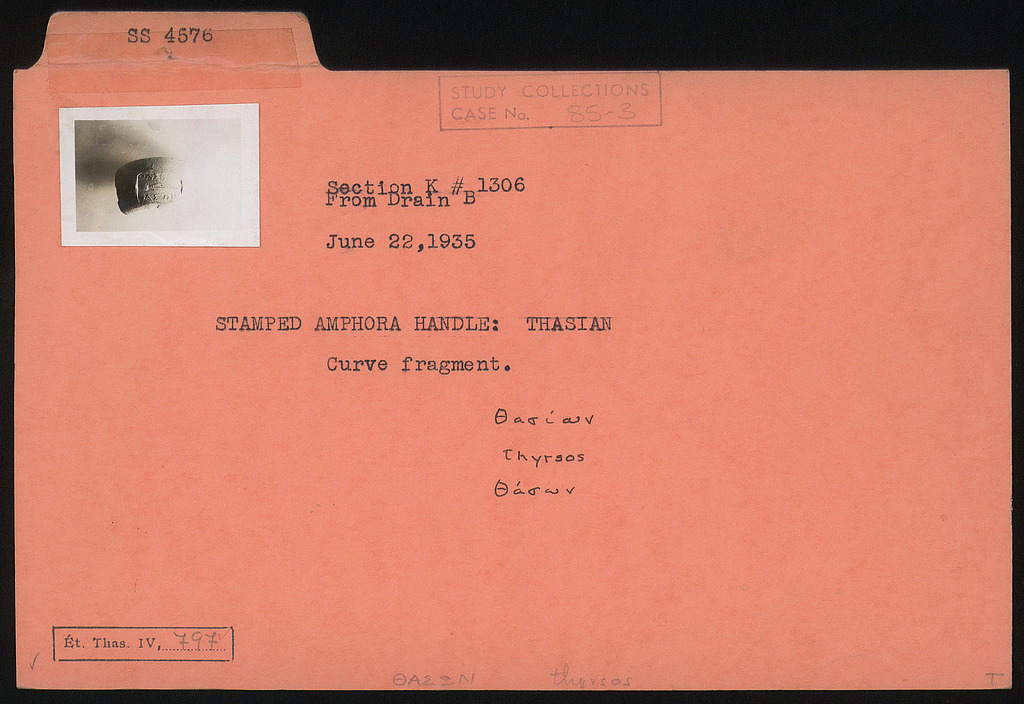 SS 4576
STUDY COLLECTIONS
CASE No. 85-3
Section K # 1306
From Drain B
June 22,1935
STAMPED AMPHORA HANDLE: THASIAN
Curve fragment.
Θασίων
Thyrsos
Θάσων
Ét. Thas. IV, 797
ΘΑΣΩΝ thyrsos
T